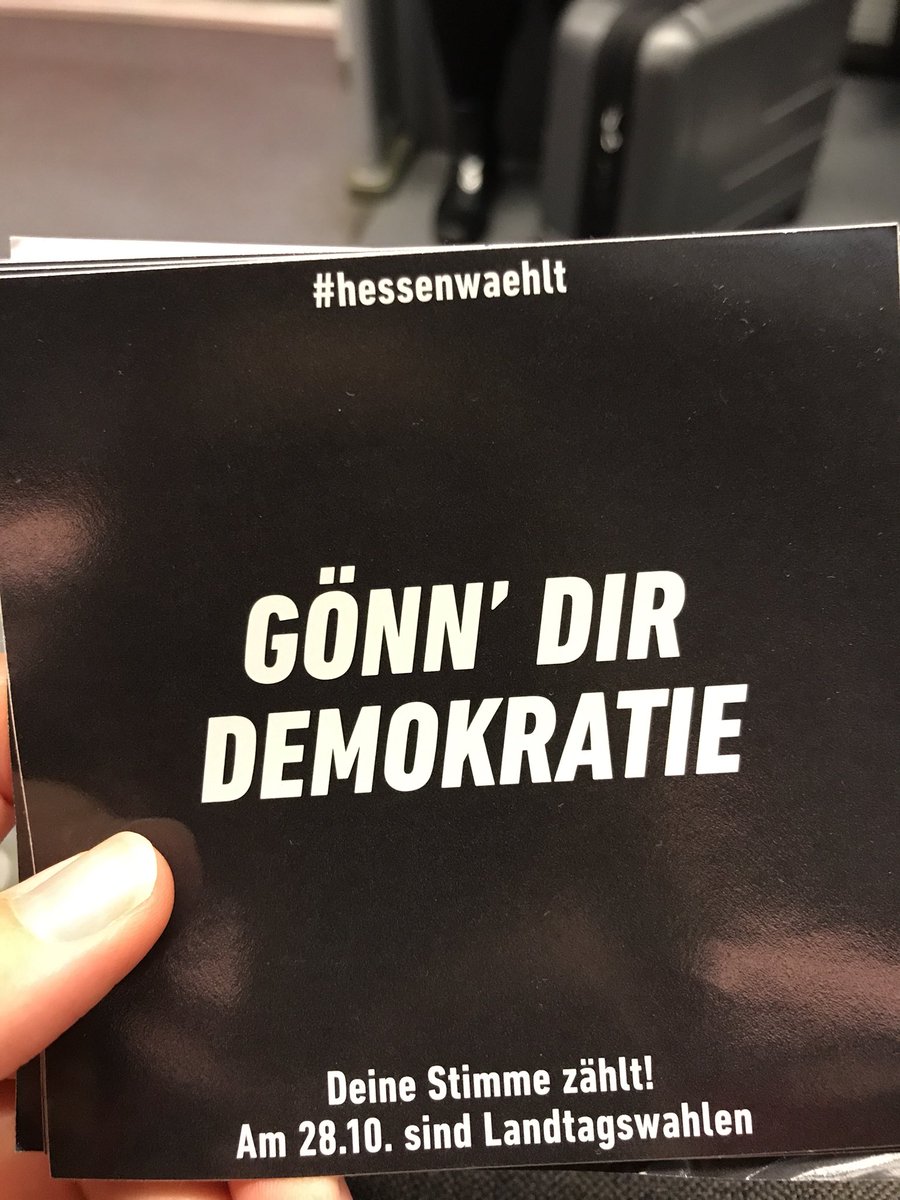 #hessenwaehlt
GÖNN’ DIR
DEMOKRATIE
Deine Stimme zählt!
Am 28.10. sind Landtagswahlen